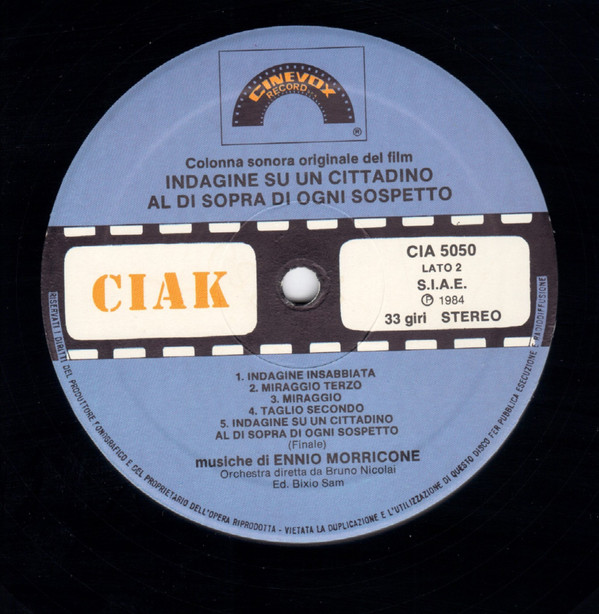 CINEVOX
RECORD
®
Colonna sonora originale del film
INDAGINE SU UN CITTADINO
AL DI SOPRA DI OGNI SOSPETTO
CIAK
CIA 5050
LATO 2
S.I.A.E.
Ⓟ 1984
33 giri STEREO
1. INDAGINE INSABBIATA
2. MIRAGGIO TERZO
3. MIRAGGIO
4. TAGLIO SECONDO
5. INDAGINE SU UN CITTADINO
AL DI SOPRA DI OGNI SOSPETTO
(Finale)
musiche di ENNIO MORRICONE
Orchestra diretta da Bruno Nicolai
Ed. Bixio Sam
RISERVATI I DIRITTI DEL PRODUTTORE FONOGRAFICO E DEL PROPRIETARIO DELL'OPERA RIPRODOTTA - VIETATA LA DUPLICAZIONE E L'UTILIZZAZIONE DI QUESTO DISCO PER PUBBLICA ESECUZIONE E RADIODIFFUSIONE